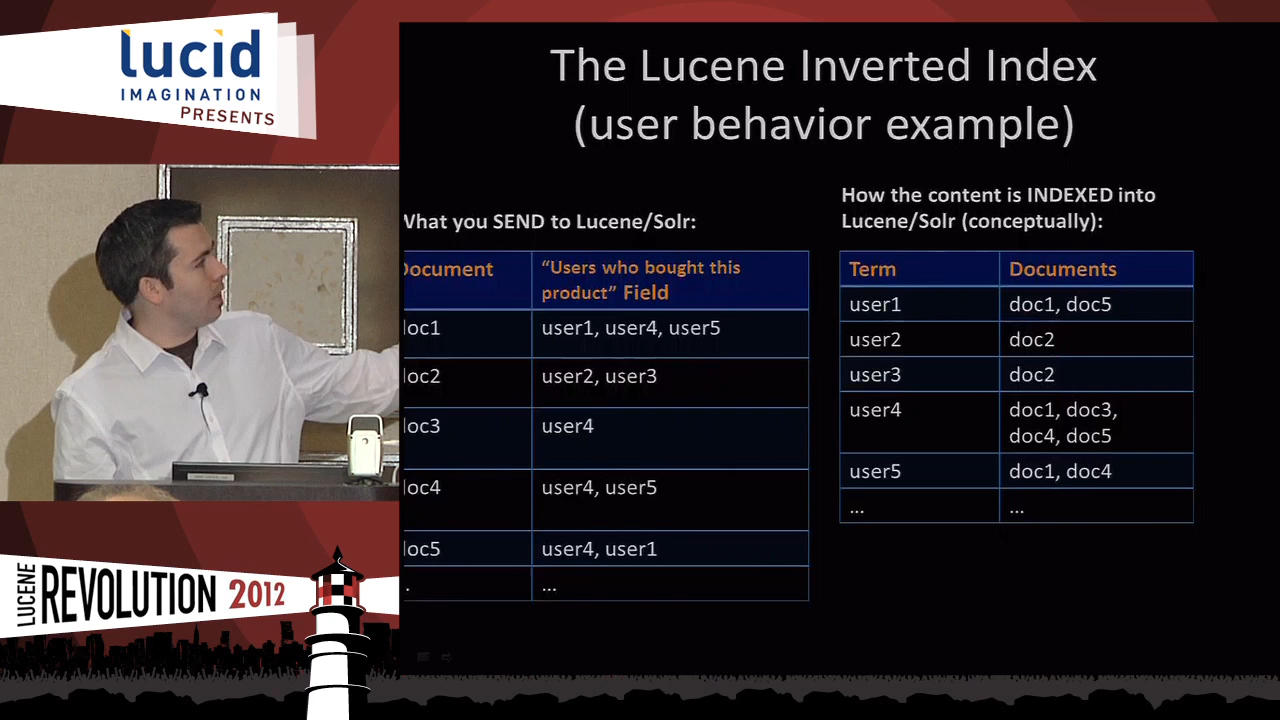 lucid
IMAGINATION
PRESENTS
The Lucene Inverted Index
(user behavior example)
What you SEND to Lucene/Solr:
Document
"Users who bought this
product" Field
doc1
user1, user4, user5
doc2
user2, user3
doc3
user4
doc4
user4, user5
doc5
user4, user1
...
How the content is INDEXED into
Lucene/Solr (conceptually):
Term
Documents
user1
doc1, doc5
user2
doc2
user3
doc2
user4
doc1, doc3,
doc4, doc5
user5
doc1, doc4
...
...
LUCENE
REVOLUTION 2012